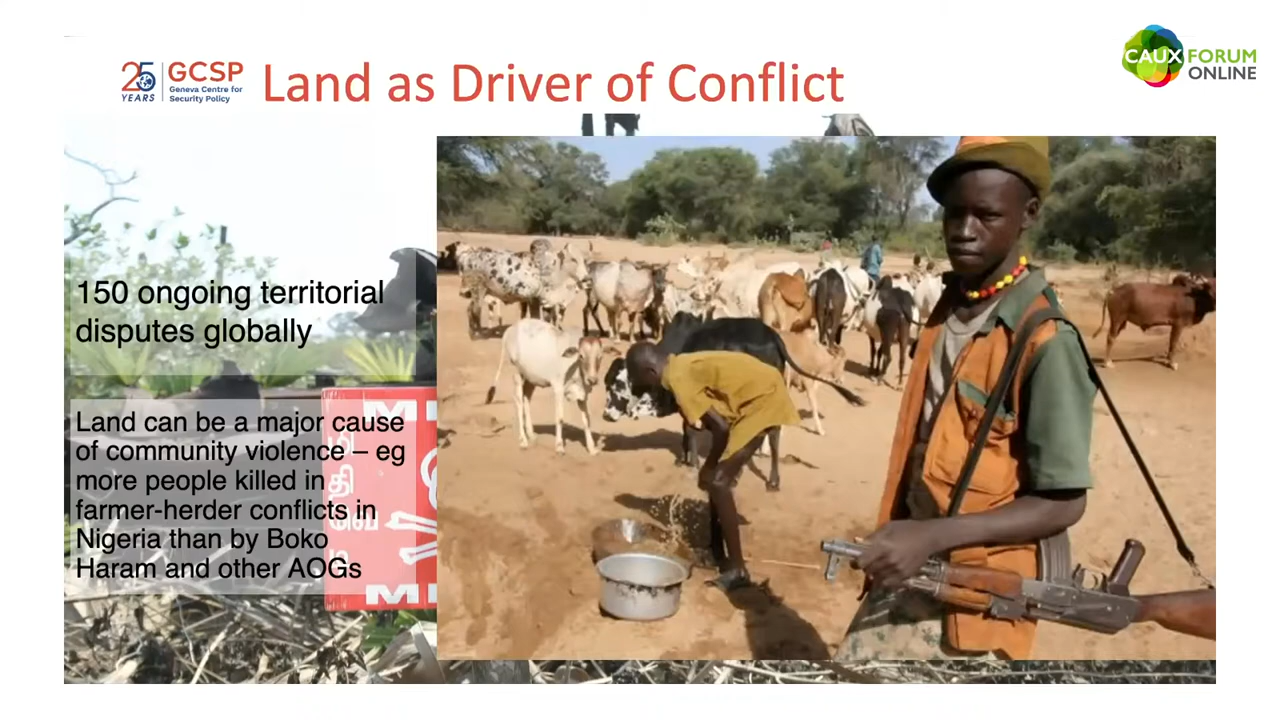 25
YEARS
GCSP
Geneva Centre for
Security Policy
Land as Driver of Conflict
CAUX FORUM
ONLINE
150 ongoing territorial
disputes globally
Land can be a major cause
of community violence – eg
more people killed in
farmer-herder conflicts in
Nigeria than by Boko
Haram and other AOGs